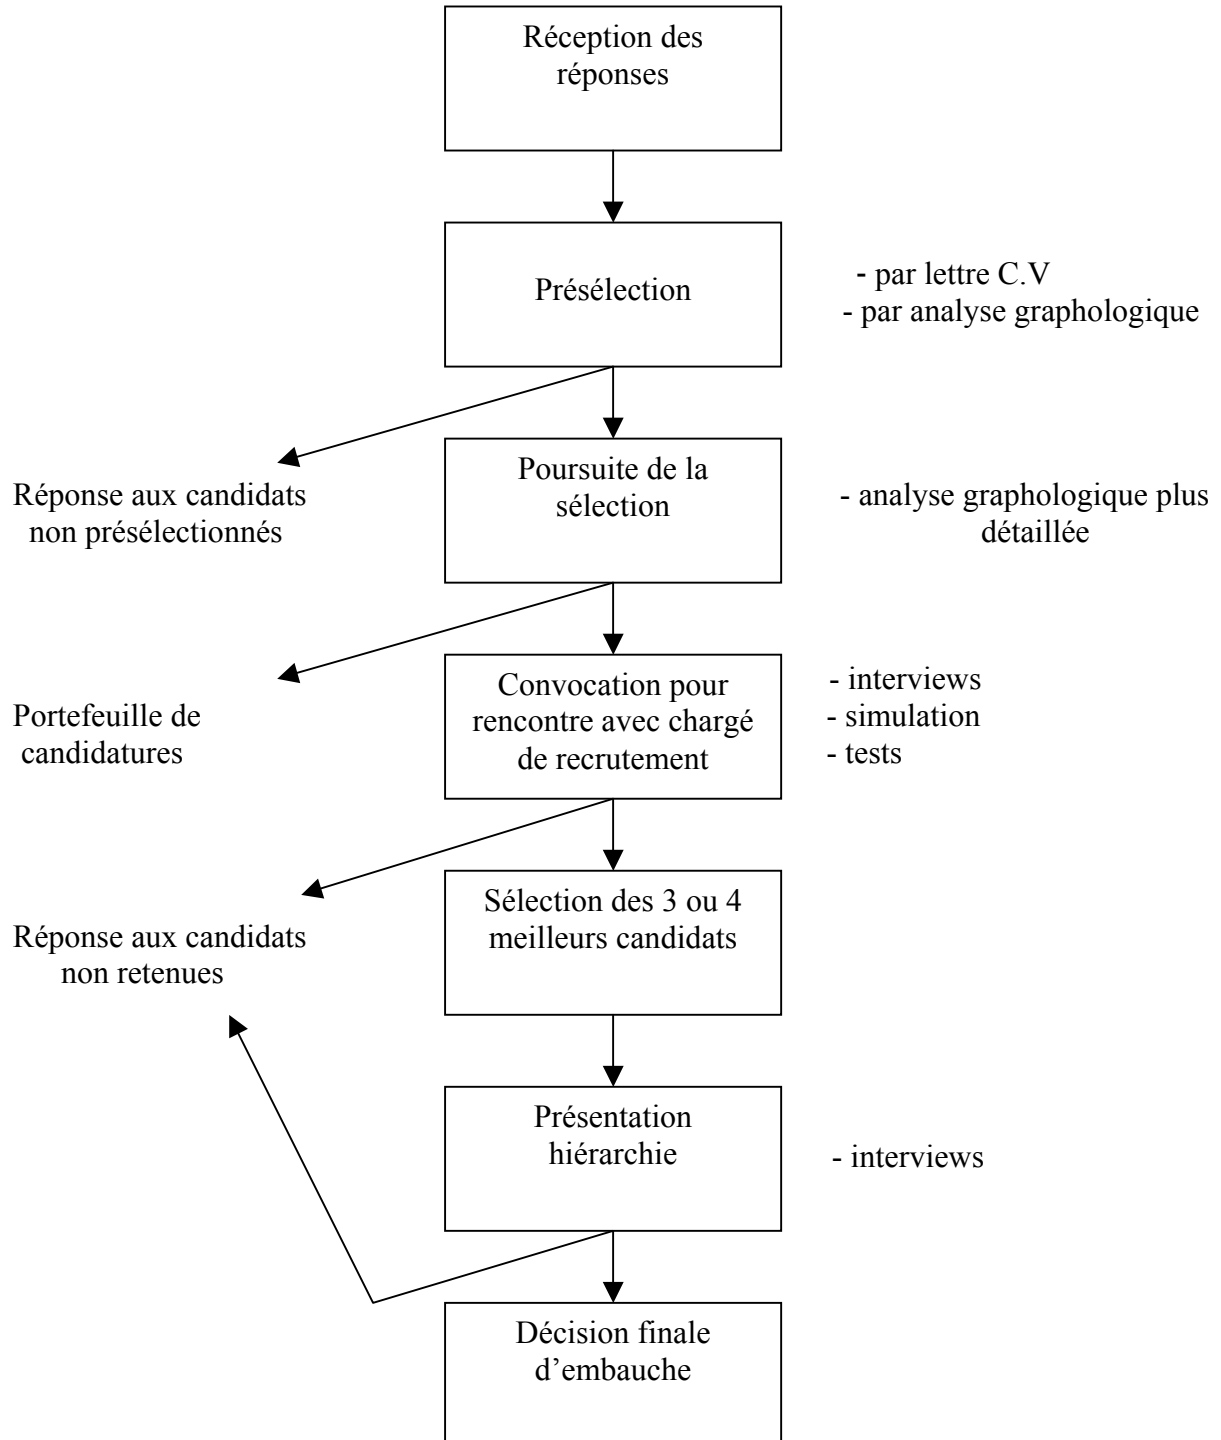 Réception des
réponses
Présélection
- par lettre C.V
- par analyse graphologique
Réponse aux candidats
non présélectionnés
Poursuite de la
sélection
- analyse graphologique plus
détaillée
Portefeuille de
candidatures
Convocation pour
rencontre avec chargé
de recrutement
- interviews
- simulation
- tests
Réponse aux candidats
non retenues
Sélection des 3 ou 4
meilleurs candidats
Présentation
hiérarchie
- interviews
Décision finale
d’embauche